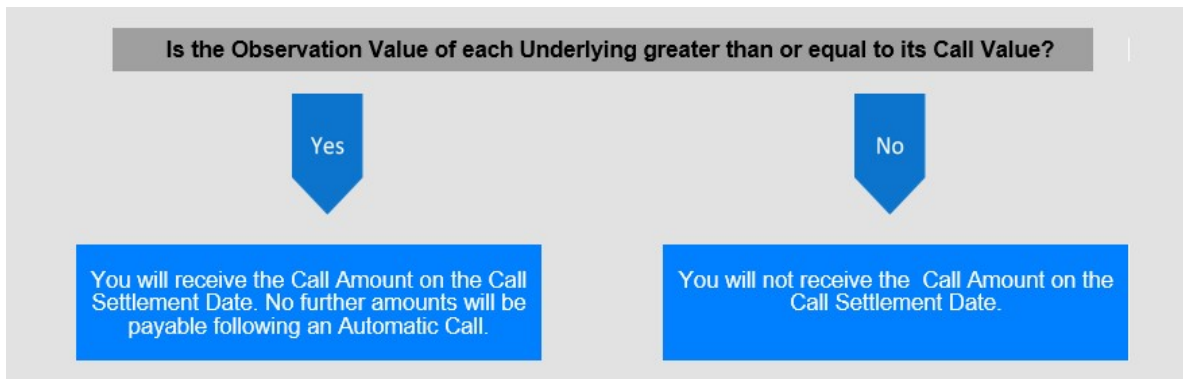 Is the Observation Value of each Underlying greater than or equal to its Call Value?
Yes
No
You will receive the Call Amount on the Call
Settlement Date. No further amounts will be
payable following an Automatic Call.
You will not receive the Call Amount on the
Call Settlement Date.